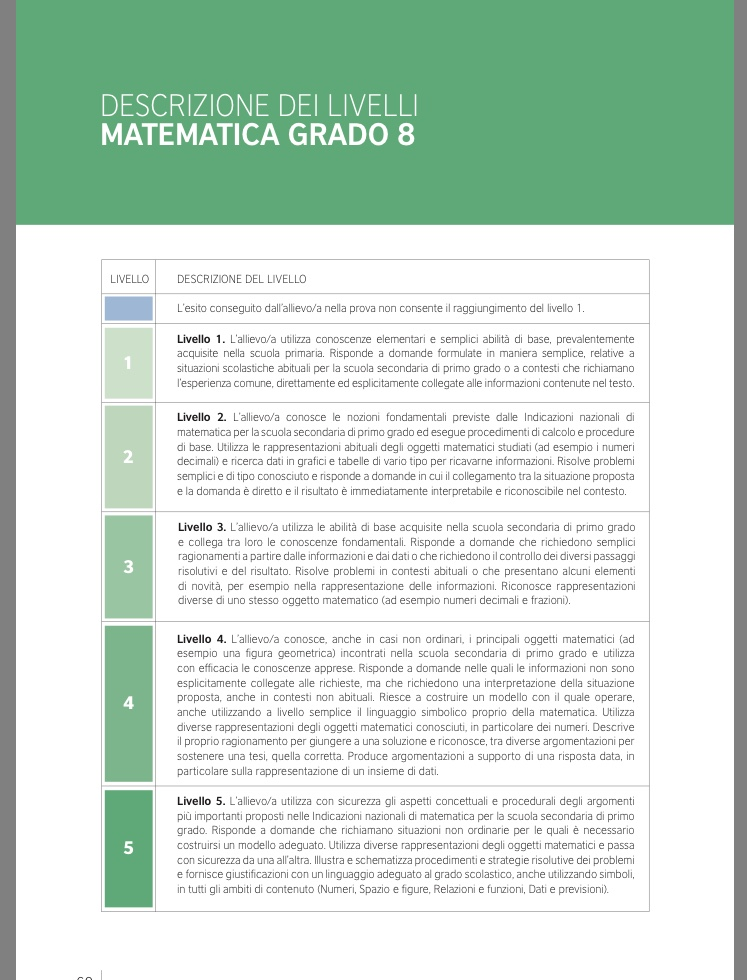 DESCRIZIONE DEI LIVELLI
MATEMATICA GRADO 8
LIVELLO DESCRIZIONE DEL LIVELLO
L'esito conseguito dall'allievo/a nella prova non consente il raggiungimento del livello 1.
1
Livello 1. L'allievo/a utilizza conoscenze elementari e semplici abilità di base, prevalentemente
acquisite nella scuola primaria. Risponde a domande formulate in maniera semplice, relative a
situazioni scolastiche abituali per la scuola secondaria di primo grado o a contesti che richiamano
l'esperienza comune, direttamente ed esplicitamente collegate alle informazioni contenute nel testo.
2
Livello 2. L'allievo/a conosce le nozioni fondamentali previste dalle Indicazioni nazionali di
matematica per la scuola secondaria di primo grado ed esegue procedimenti di calcolo e procedure
di base. Utilizza le rappresentazioni abituali degli oggetti matematici studiati (ad esempio i numeri
decimali) e ricerca dati in grafici e tabelle di vario tipo per ricavarne informazioni. Risolve problemi
semplici e di tipo conosciuto e risponde a domande in cui il collegamento tra la situazione proposta
e la domanda è diretto e il risultato è immediatamente interpretabile e riconoscibile nel contesto.
3
Livello 3. L'allievo/a utilizza le abilità di base acquisite nella scuola secondaria di primo grado
e collega tra loro le conoscenze fondamentali. Risponde a domande che richiedono semplici
ragionamenti a partire dalle informazioni e dai dati o che richiedono il controllo dei diversi passaggi
risolutivi e del risultato. Risolve problemi in contesti abituali o che presentano alcuni elementi
di novità, per esempio nella rappresentazione delle informazioni. Riconosce rappresentazioni
diverse di uno stesso oggetto matematico (ad esempio numeri decimali e frazioni).
4
Livello 4. L'allievo/a conosce, anche in casi non ordinari, i principali oggetti matematici (ad
esempio una figura geometrica) incontrati nella scuola secondaria di primo grado e utilizza
con efficacia le conoscenze apprese. Risponde a domande nelle quali le informazioni non sono
esplicitamente collegate alle richieste, ma che richiedono una interpretazione della situazione
proposta, anche in contesti non abituali. Riesce a costruire un modello con il quale operare,
anche utilizzando a livello semplice il linguaggio simbolico proprio della matematica. Utilizza
diverse rappresentazioni degli oggetti matematici conosciuti, in particolare dei numeri. Descrive
il proprio ragionamento per giungere a una soluzione e riconosce, tra diverse argomentazioni per
sostenere una tesi, quella corretta. Produce argomentazioni a supporto di una risposta data, in
particolare sulla rappresentazione di un insieme di dati.
5
Livello 5. L'allievo/a utilizza con sicurezza gli aspetti concettuali e procedurali degli argomenti
più importanti proposti nelle Indicazioni nazionali di matematica per la scuola secondaria di primo
grado. Risponde a domande che richiamano situazioni non ordinarie per le quali è necessario
costruirsi un modello adeguato. Utilizza diverse rappresentazioni degli oggetti matematici e passa
con sicurezza da una all'altra. Illustra e schematizza procedimenti e strategie risolutive dei problemi
e fornisce giustificazioni con un linguaggio adeguato al grado scolastico, anche utilizzando simboli,
in tutti gli ambiti di contenuto (Numeri, Spazio e figure, Relazioni e funzioni, Dati e previsioni).